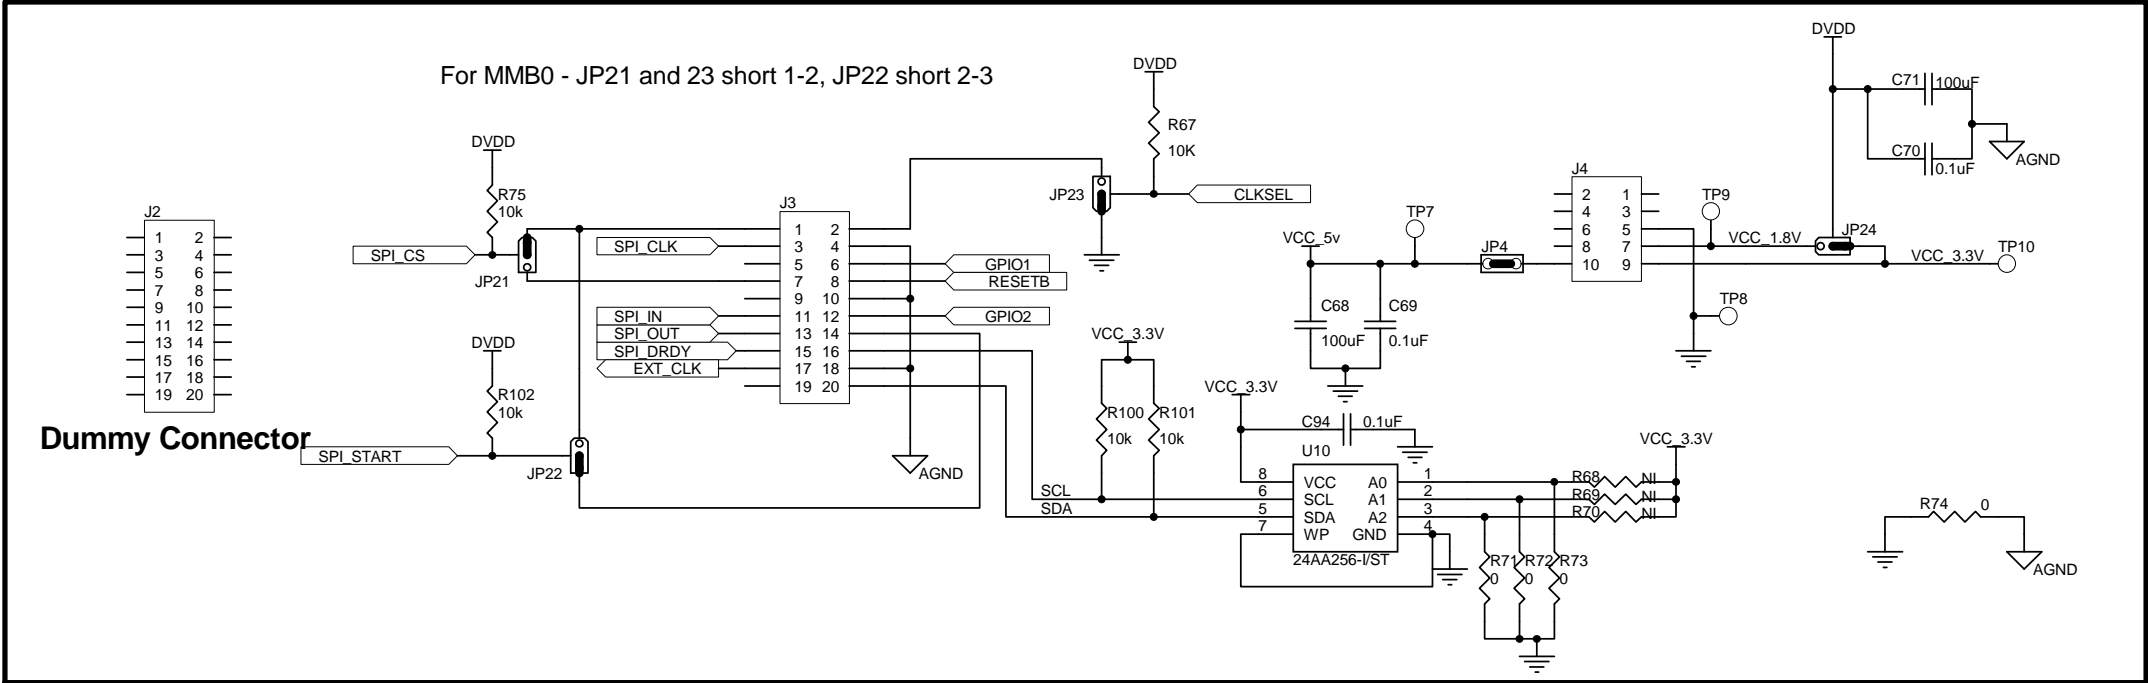 For MMB0 - JP21 and 23 short 1-2, JP22 short 2-3
J2
1 2
3 4
5 6
7 8
9 10
11 12
13 14
15 16
17 18
19 20
Dummy Connector
DVDD
R75
10k
SPI_CS
JP21
DVDD
R102
10k
SPI_START
JP22
J3
1 2
3 4
5 6
7 8
9 10
11 12
13 14
15 16
17 18
19 20
SPI_CLK
SPI_IN
SPI_OUT
SPI_DRDY
EXT_CLK
GPIO1
RESETB
GPIO2
AGND
DVDD
R67
10K
JP23
CLKSEL
VCC_3.3V
R100
10k
R101
10k
SCL
SDA
VCC_5v
TP7
C68
100uF
C69
0.1uF
JP4
J4
2 1
4 3
6 5
8 7
10 9
TP9
VCC_1.8V
TP8
DVDD
C71
100uF
C70
0.1uF
AGND
JP24
VCC_3.3V
TP10
VCC_3.3V
C94
0.1uF
U10
8 VCC A0 1
6 SCL A1 2
5 SDA A2 3
7 WP GND 4
24AA256-I/ST
VCC_3.3V
R68 NI
R69 NI
R70 NI
R71
0
R72
0
R73
0
R74 0
AGND